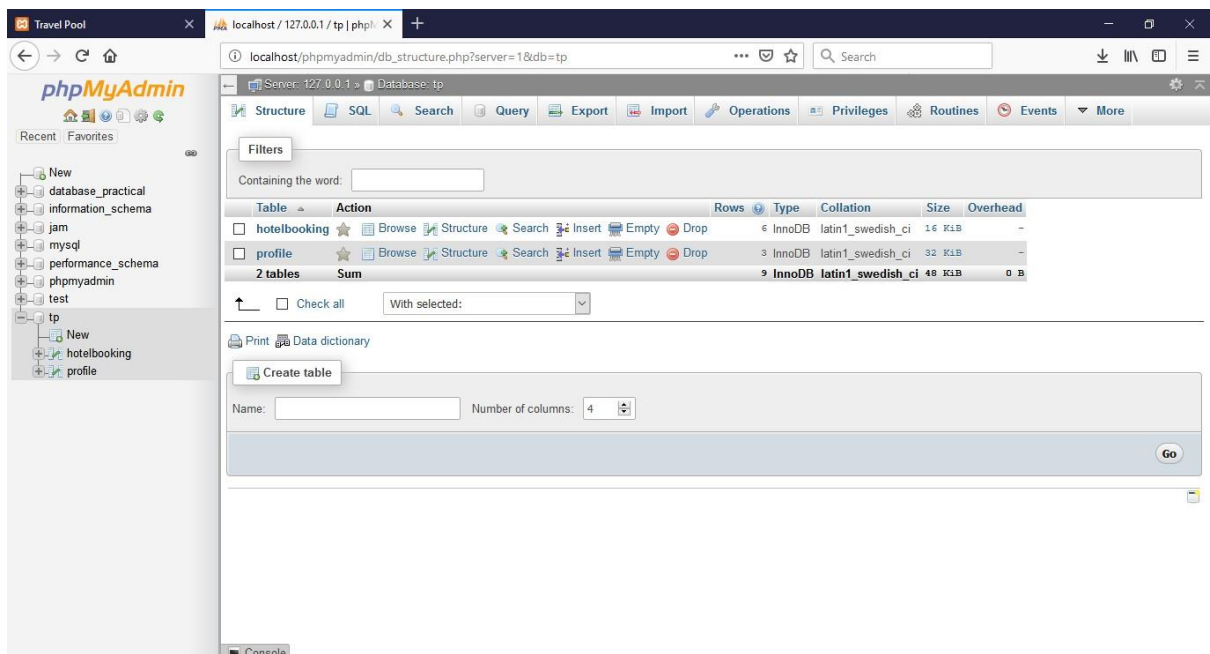 Travel Pool
localhost / 127.0.0.1 / tp | phpM
localhost/phpmyadmin/db_structure.php?server=1&db=tp
Search
phpMyAdmin
Recent Favorites
New
database_practical
information_schema
jam
mysql
performance_schema
phpmyadmin
test
tp
New
hotelbooking
profile
Server: 127.0.0.1 » Database: tp
Structure SQL Search Query Export Import Operations Privileges Routines Events More
Filters
Containing the word:
Table Action Rows Type Collation Size Overhead
hotelbooking Browse Structure Search Insert Empty Drop 6 InnoDB latin1_swedish_ci 16 KiB -
profile Browse Structure Search Insert Empty Drop 3 InnoDB latin1_swedish_ci 32 KiB -
2 tables Sum 9 InnoDB latin1_swedish_ci 48 KiB 0 B
Check all With selected:
Print Data dictionary
Create table
Name: Number of columns: 4
Go
Console